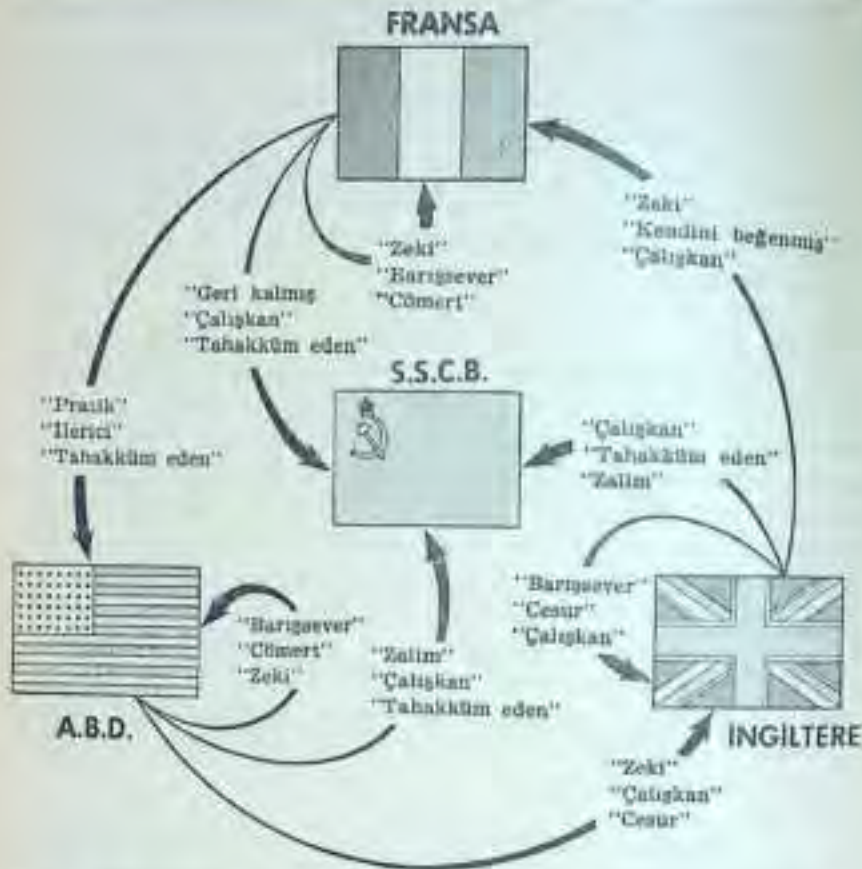 FRANSA
"Zeki"
"Kendini beğenmiş"
"Çalışkan"
"Zeki"
"Barışsever"
"Cömert"
"Geri kalmış
"Çalışkan"
"Tahakküm eden"
S.S.C.B.
"Pratik"
"İlerici"
"Tahakküm eden"
"Çalışkan"
"Tahakküm eden"
"Zalim"
"Barışsever"
"Cesur"
"Çalışkan"
"Barışsever"
"Cömert"
"Zeki"
"Zalim"
"Çalışkan"
"Tahakküm eden"
A.B.D.
İNGİLTERE
"Zeki"
"Çalışkan"
"Cesur"